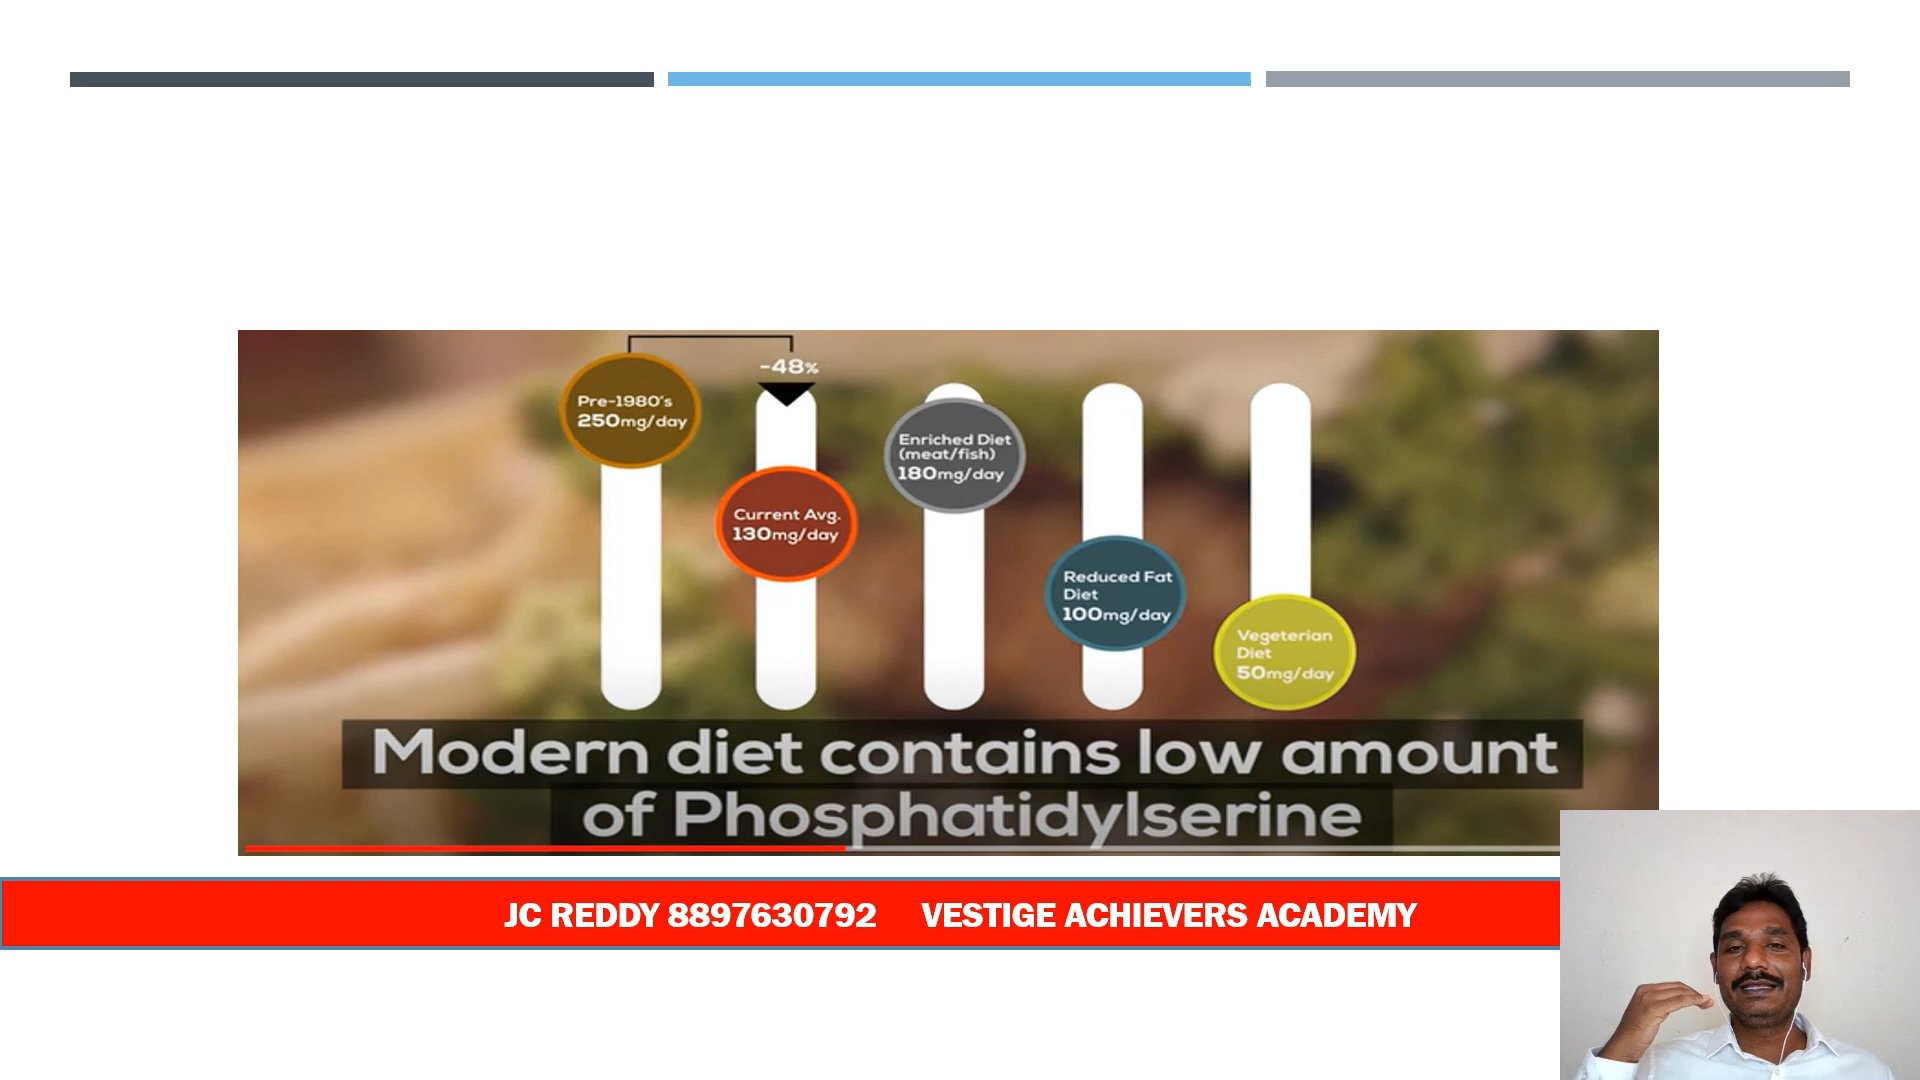 -48%
Pre-1980's
250mg/day
Current Avg.
130mg/day
Enriched Diet
(meat/fish)
180mg/day
Reduced Fat
Diet
100mg/day
Vegeterian
Diet
50mg/day
Modern diet contains low amount
of Phosphatidylserine
JC REDDY 8897630792 VESTIGE ACHIEVERS ACADEMY